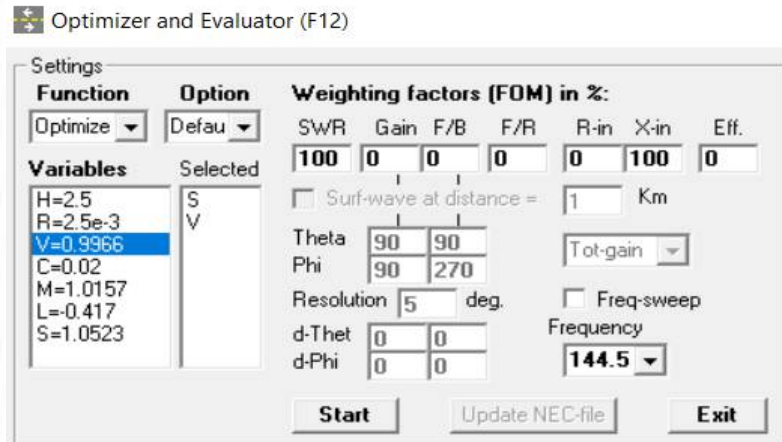 Optimizer and Evaluator (F12)
Settings
Function Option Weighting factors (FOM) in %:
Optimize Defau SWR Gain F/B F/R R-in X-in Eff.
100 0 0 0 0 100 0
Variables Selected
H=2.5 S
R=2.5e-3 V
V=0.9966
C=0.02
M=1.0157
L=-0.417
S=1.0523
Surf-wave at distance = 1 Km
Theta 90 90 Tot-gain
Phi 90 270
Resolution 5 deg. Freq-sweep
d-Thet 0 0 Frequency
d-Phi 0 0 144.5
Start Update NEC-file Exit